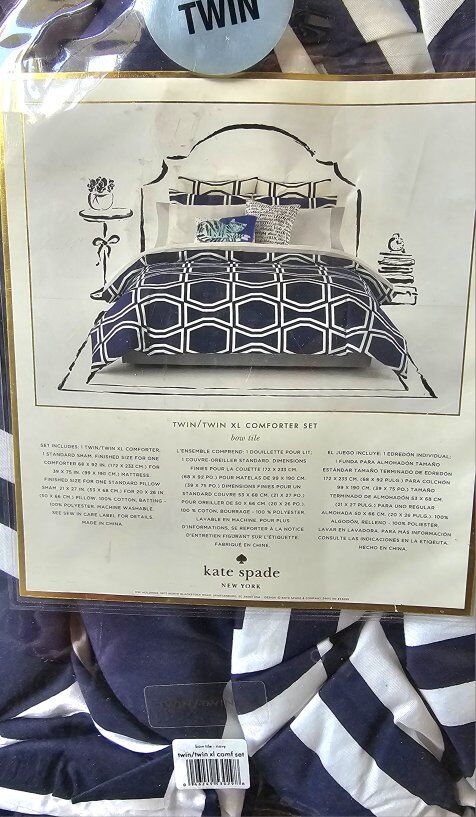 TWIN
TWIN/TWIN XL COMFORTER SET
bow tile
SET INCLUDES: 1 TWIN/TWIN XL COMFORTER;
1 STANDARD SHAM. FINISHED SIZE FOR ONE
COMFORTER 68 X 92 IN. (172 X 233 CM.) FOR
39 X 75 IN. (99 X 190 CM.) MATTRESS.
FINISHED SIZE FOR ONE STANDARD PILLOW
SHAM: (21 X 27 IN. (53 X 68 CM.) FOR 20 X 26 IN
(50 X 66 CM.) PILLOW. 100% COTTON, BATTING -
100% POLYESTER. MACHINE WASHABLE.
SEE SEW IN CARE LABEL FOR DETAILS.
MADE IN CHINA.
L'ENSEMBLE COMPREND: 1 DOUILLETTE POUR LIT;
1 COUVRE-OREILLER STANDARD. DIMENSIONS
FINIES POUR LA COUETTE 172 X 233 CM.
(68 X 92 PO.) POUR MATELAS DE 99 X 190 CM.
(39 X 75 PO.) DIMENSIONS FINIES POUR UN
STANDARD COUVRE 53 X 68 CM. (21 X 27 PO.)
POUR OREILLER DE 50 X 66 CM. (20 X 26 PO.).
100 % COTON, BOURRAGE - 100 % POLYESTER.
LAVABLE EN MACHINE. POUR PLUS
D'INFORMATIONS, SE REPORTER À LA NOTICE
D'ENTRETIEN FIGURANT SUR L'ÉTIQUETTE.
FABRIQUÉ EN CHINE.
EL JUEGO INCLUYE: 1 EDREDÓN INDIVIDUAL;
1 FUNDA PARA ALMOHADÓN TAMAÑO
ESTÁNDAR TAMAÑO TERMINADO DE EDREDÓN
172 X 233 CM. (68 X 92 PULG.) PARA COLCHÓN
99 X 190 CM. (39 X 75 PULG.) TAMAÑO
TERMINADO DE ALMOHADÓN 53 X 68 CM.
(21 X 27 PULG.) PARA UNO REGULAR
ALMOHADA 50 X 66 CM. (20 X 26 PULG.). 100%
ALGODÓN, RELLENO - 100% POLIÉSTER.
LAVAR EN LAVADORA. PARA MÁS INFORMACIÓN
CONSULTE LAS INDICACIONES EN LA ETIQUETA.
HECHO EN CHINA.
kate spade
NEW YORK
bow tile - navy
twin/twin xl comf set